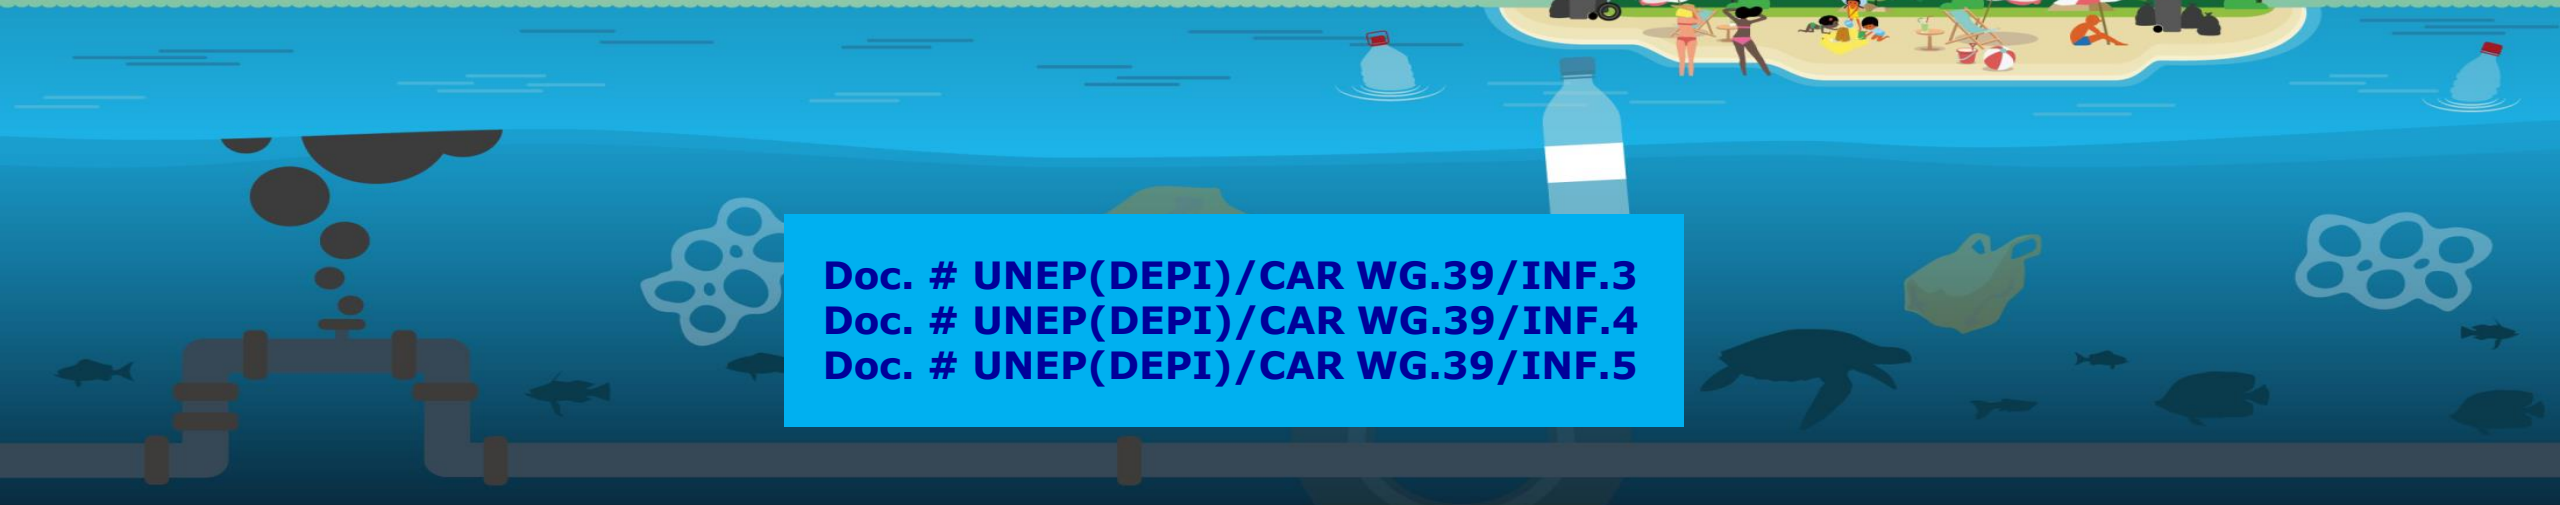 Doc. # UNEP(DEPI)/CAR WG.39/INF.3
Doc. # UNEP(DEPI)/CAR WG.39/INF.4
Doc. # UNEP(DEPI)/CAR WG.39/INF.5